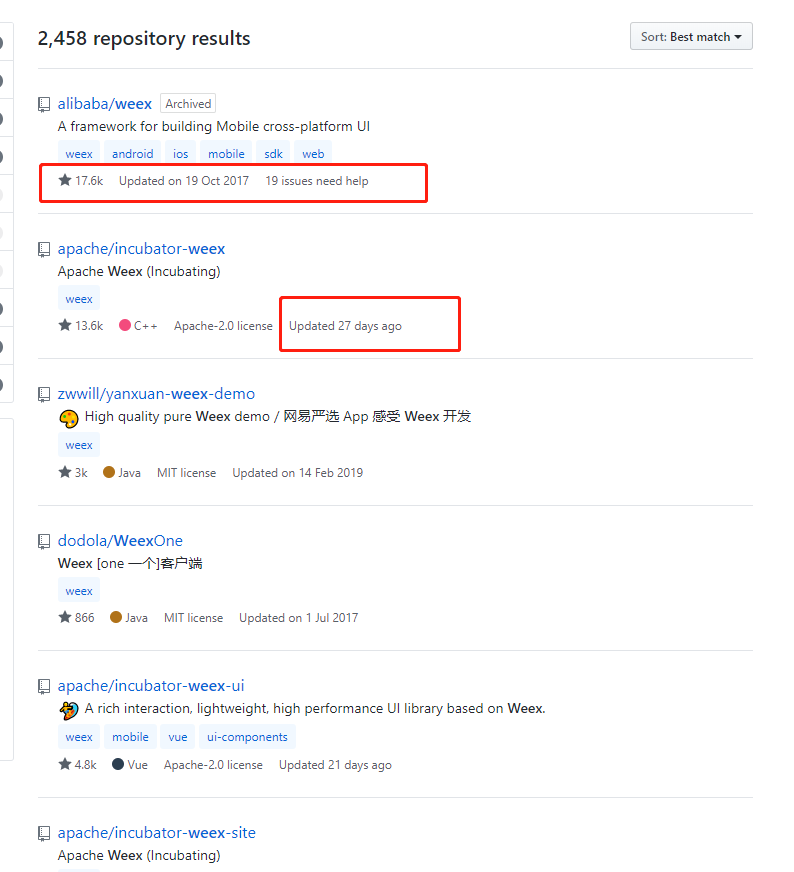 2,458 repository results
Sort: Best match
alibaba/weex Archived
A framework for building Mobile cross-platform UI
weex android ios mobile sdk web
17.6k Updated on 19 Oct 2017 19 issues need help
apache/incubator-weex
Apache Weex (Incubating)
weex
13.6k C++ Apache-2.0 license Updated 27 days ago
zwwill/yanxuan-weex-demo
High quality pure Weex demo / 网易严选 App 感受 Weex 开发
weex
3k Java MIT license Updated on 14 Feb 2019
dodola/WeexOne
Weex [one 一个]客户端
weex
866 Java MIT license Updated on 1 Jul 2017
apache/incubator-weex-ui
A rich interaction, lightweight, high performance UI library based on Weex.
weex mobile vue ui-components
4.8k Vue Apache-2.0 license Updated 21 days ago
apache/incubator-weex-site
Apache Weex (Incubating)